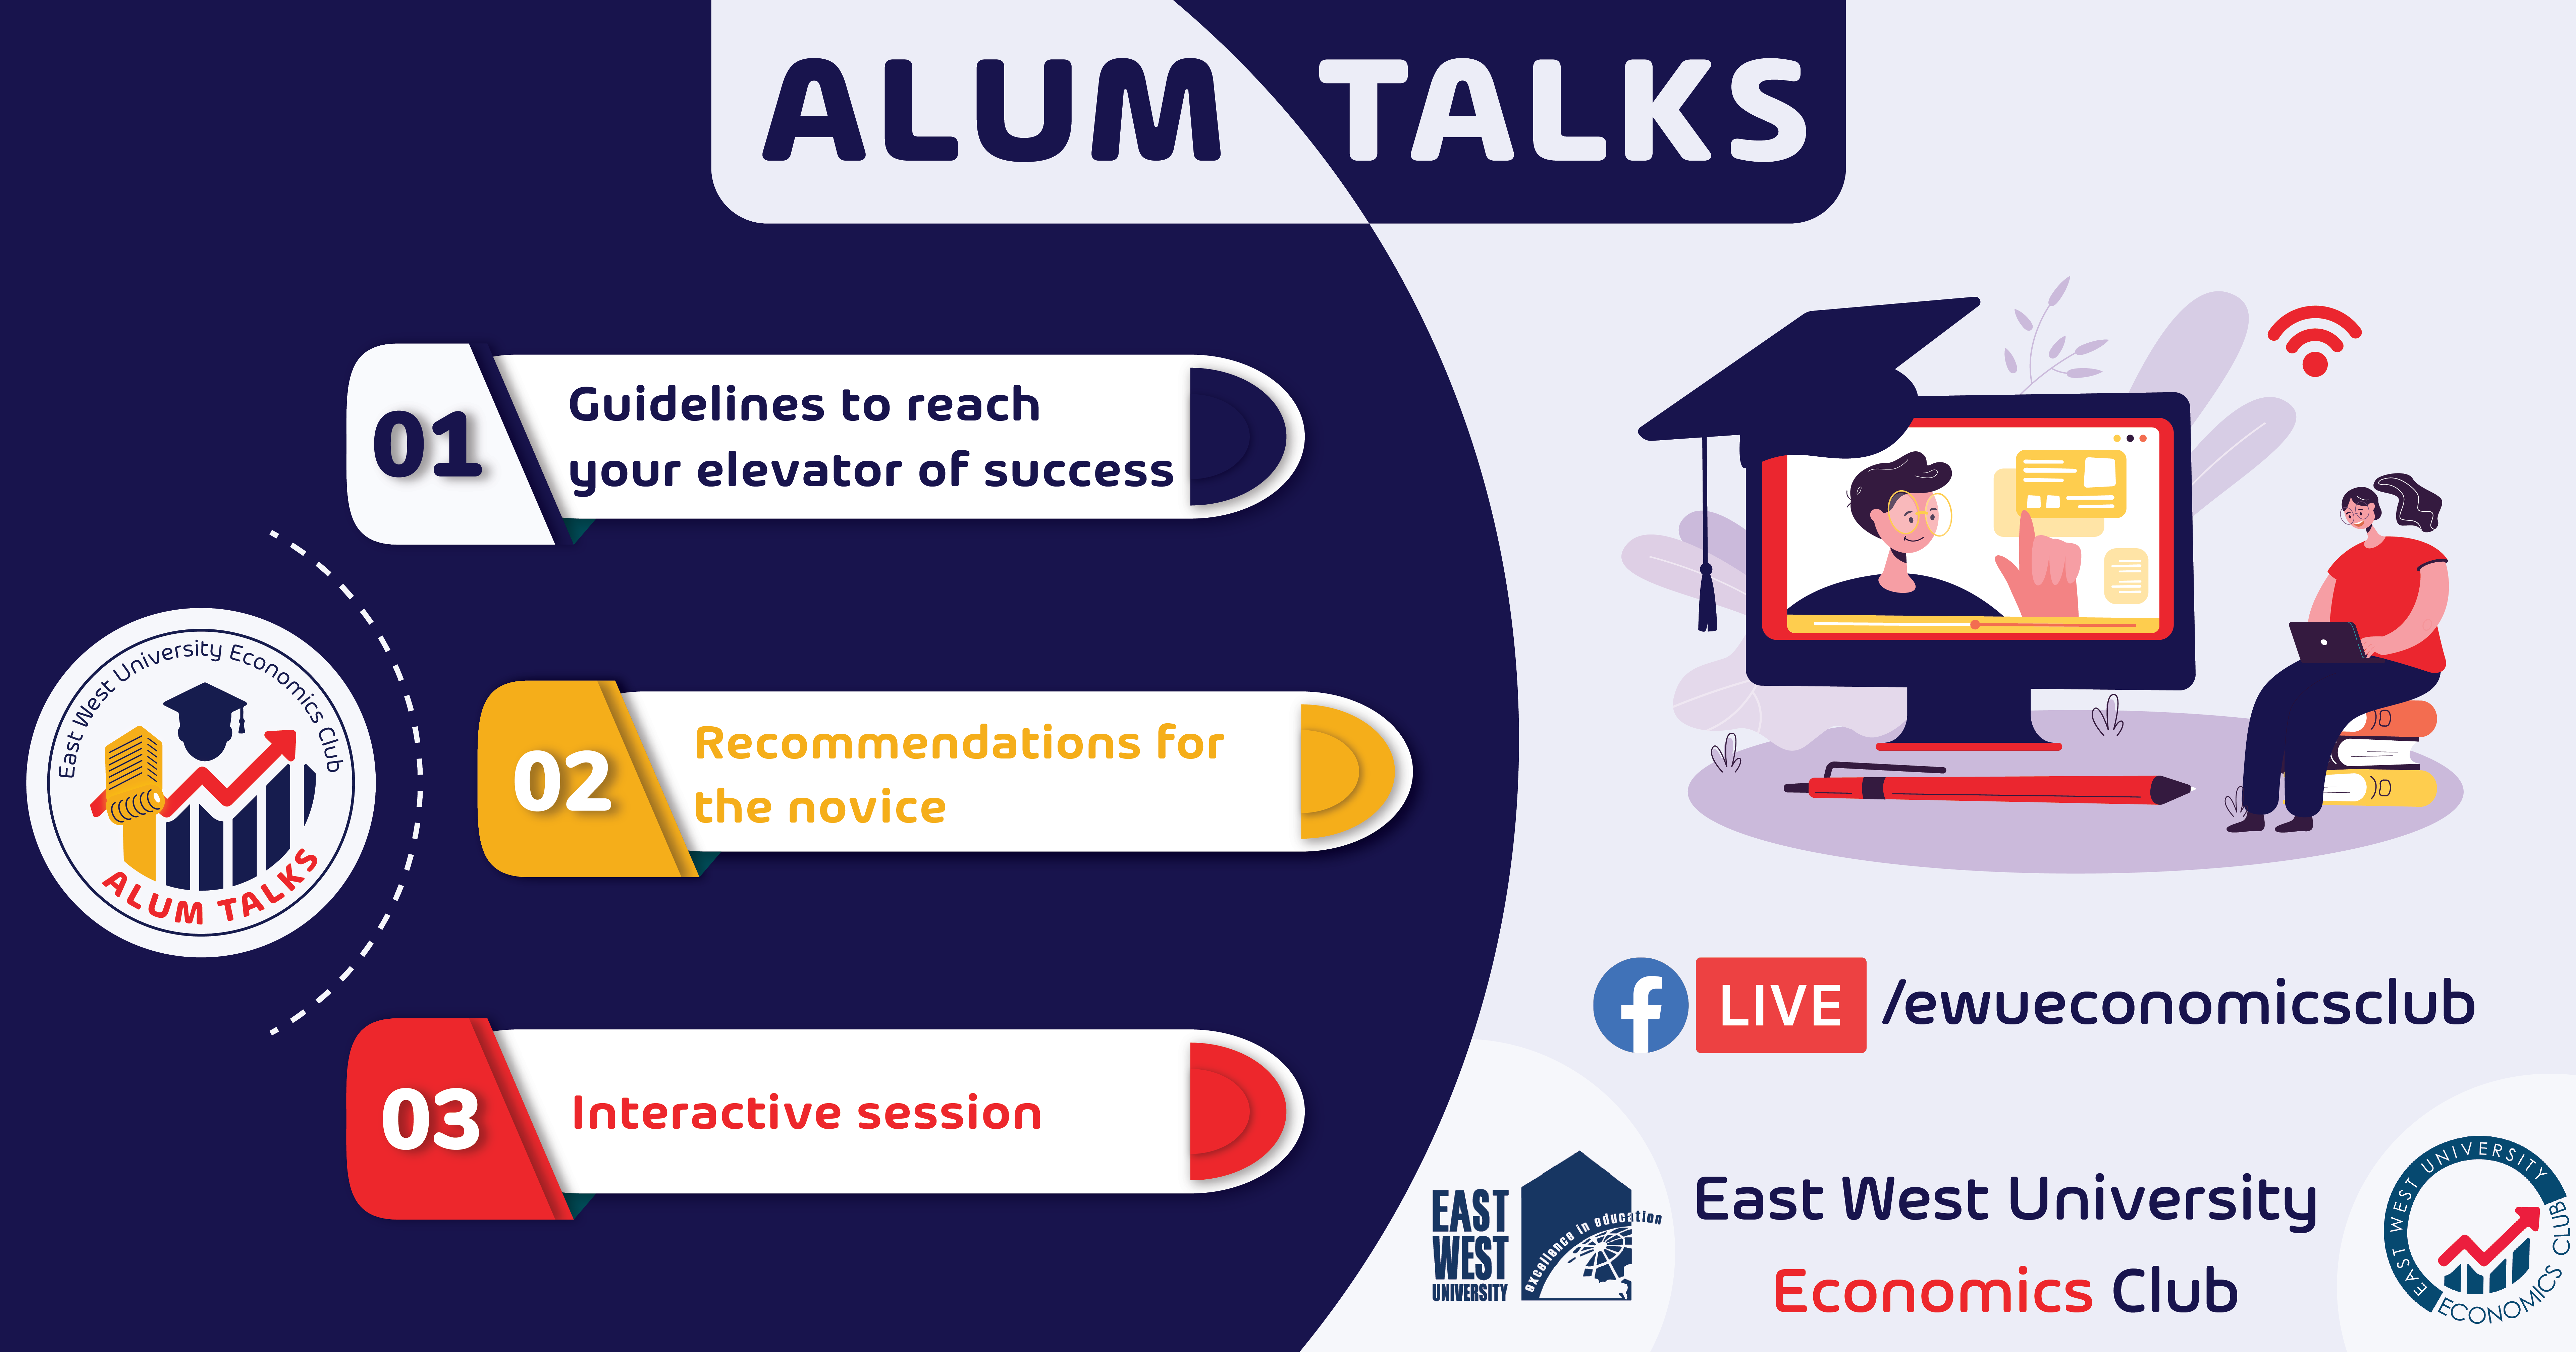 ALUM TALKS
01
Guidelines to reach
your elevator of success
East West University Economics Club
ALUM TALKS
02
Recommendations for
the novice
03
Interactive session
f LIVE /ewueconomicsclub
EAST
WEST
UNIVERSITY
excellence in education
East West University
Economics Club
EAST WEST UNIVERSITY
ECONOMICS CLUB